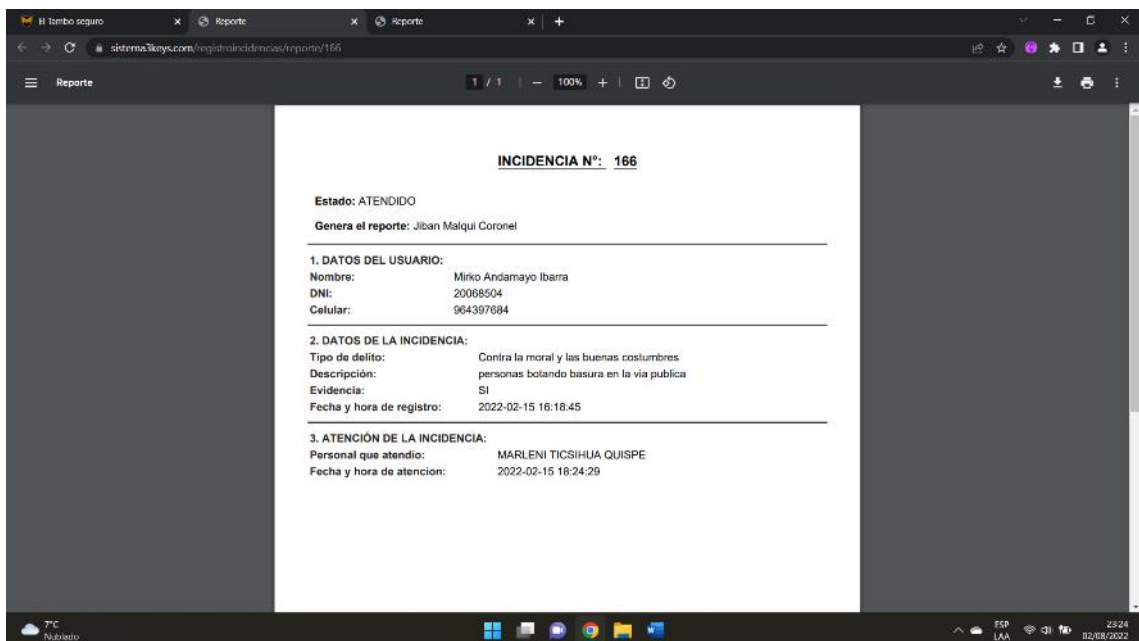 El Tambo seguro
Reporte
Reporte
sistema3keys.com/registroincidencias/reporte/166
Reporte
1 / 1
100%
INCIDENCIA N°: 166
Estado: ATENDIDO
Genera el reporte: Jiban Malqui Coronel
1. DATOS DEL USUARIO:
Nombre: Mirko Andamayo Ibarra
DNI: 20068504
Celular: 964397684
2. DATOS DE LA INCIDENCIA:
Tipo de delito: Contra la moral y las buenas costumbres
Descripción: personas botando basura en la via publica
Evidencia: SI
Fecha y hora de registro: 2022-02-15 16:18:45
3. ATENCIÓN DE LA INCIDENCIA:
Personal que atendio: MARLENI TICSIHUA QUISPE
Fecha y hora de atencion: 2022-02-15 18:24:29
7°C
Nublado
ESP
LAA
23:24
02/08/2022